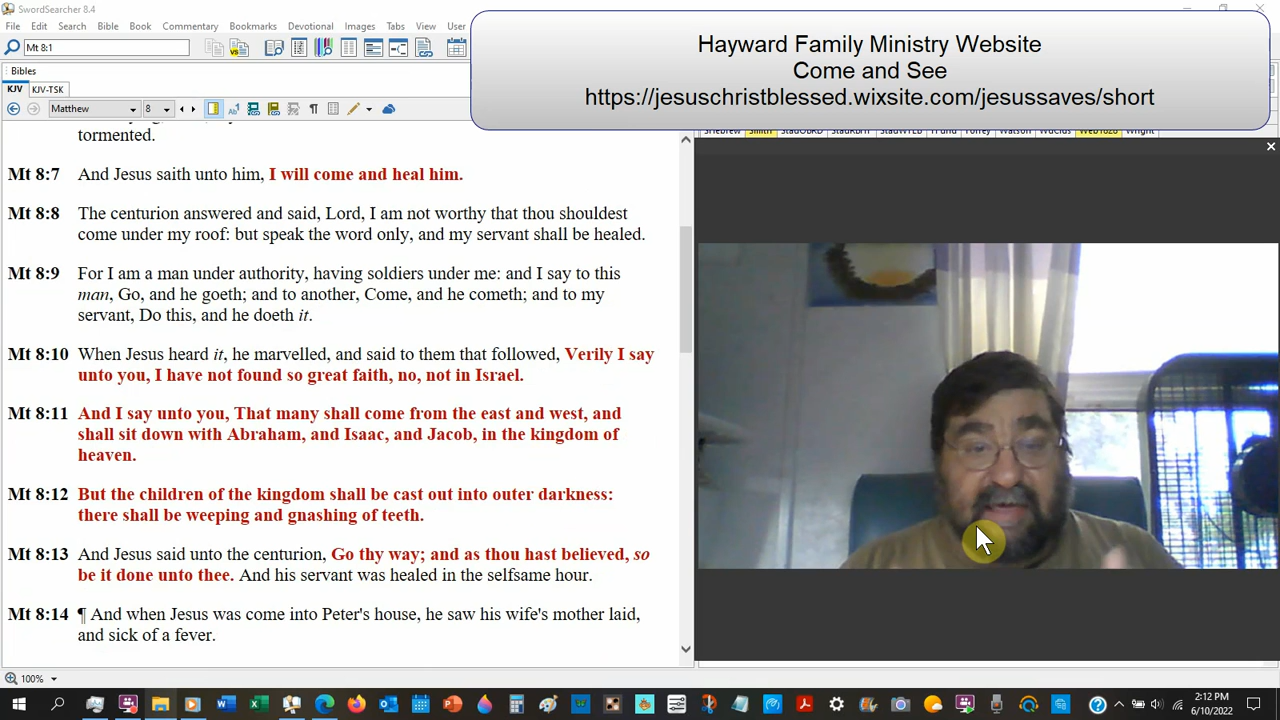 SwordSearcher 8.4
File Edit Search Bible Book Commentary Bookmarks Devotional Images Tabs View User
Hayward Family Ministry Website
Come and See
https://jesuschristblessed.wixsite.com/jesussaves/short
Mt 8:1
Bibles
KJV KJV-TSK
Matthew 8
tormented.
Mt 8:7 And Jesus saith unto him, I will come and heal him.
Mt 8:8 The centurion answered and said, Lord, I am not worthy that thou shouldest
come under my roof: but speak the word only, and my servant shall be healed.
Mt 8:9 For I am a man under authority, having soldiers under me: and I say to this
man, Go, and he goeth; and to another, Come, and he cometh; and to my
servant, Do this, and he doeth it.
Mt 8:10 When Jesus heard it, he marvelled, and said to them that followed, Verily I say
unto you, I have not found so great faith, no, not in Israel.
Mt 8:11 And I say unto you, That many shall come from the east and west, and
shall sit down with Abraham, and Isaac, and Jacob, in the kingdom of
heaven.
Mt 8:12 But the children of the kingdom shall be cast out into outer darkness:
there shall be weeping and gnashing of teeth.
Mt 8:13 And Jesus said unto the centurion, Go thy way; and as thou hast believed, so
be it done unto thee. And his servant was healed in the selfsame hour.
Mt 8:14 ¶ And when Jesus was come into Peter's house, he saw his wife's mother laid,
and sick of a fever.
100%
2:12 PM
6/10/2022